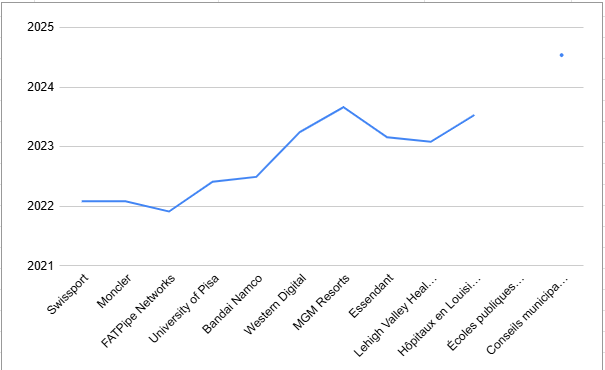 2025
2024
2023
2022
2021
Swissport
Moncler
FATPipe Networks
University of Pisa
Bandai Namco
Western Digital
MGM Resorts
Essendant
Lehigh Valley Heal…
Hôpitaux en Louisi…
Écoles publiques…
Conseils municipa…